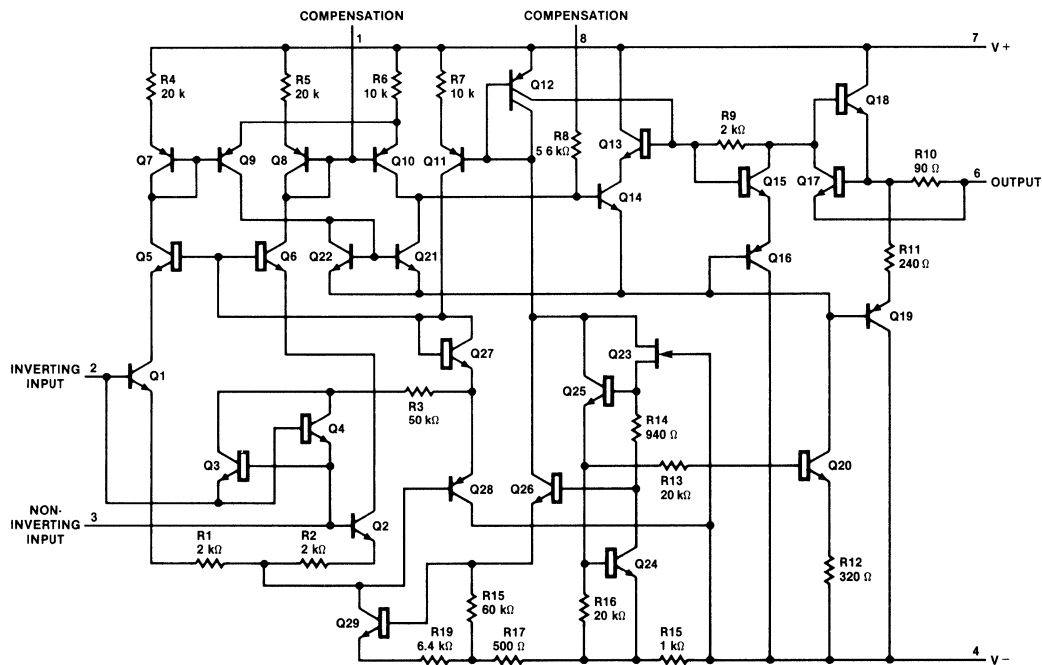 COMPENSATION
COMPENSATION
1
8
7
V+
R4
20 k
R5
20 k
R6
10 k
R7
10 k
Q12
Q18
R8
5 6 kΩ
Q13
R9
2 kΩ
Q7
Q9
Q8
Q10
Q11
Q15
Q17
R10
90 Ω
6
OUTPUT
Q14
Q5
Q6
Q22
Q21
Q16
R11
240 Ω
Q19
Q27
Q23
2
INVERTING
INPUT
Q1
Q25
R3
50 kΩ
R14
940 Ω
Q4
Q3
Q28
Q26
R13
20 kΩ
Q20
NON-
INVERTING
INPUT
3
Q2
R1
2 kΩ
R2
2 kΩ
Q24
R12
320 Ω
R15
60 kΩ
R16
20 kΩ
Q29
R19
6.4 kΩ
R17
500 Ω
R15
1 kΩ
4
V−